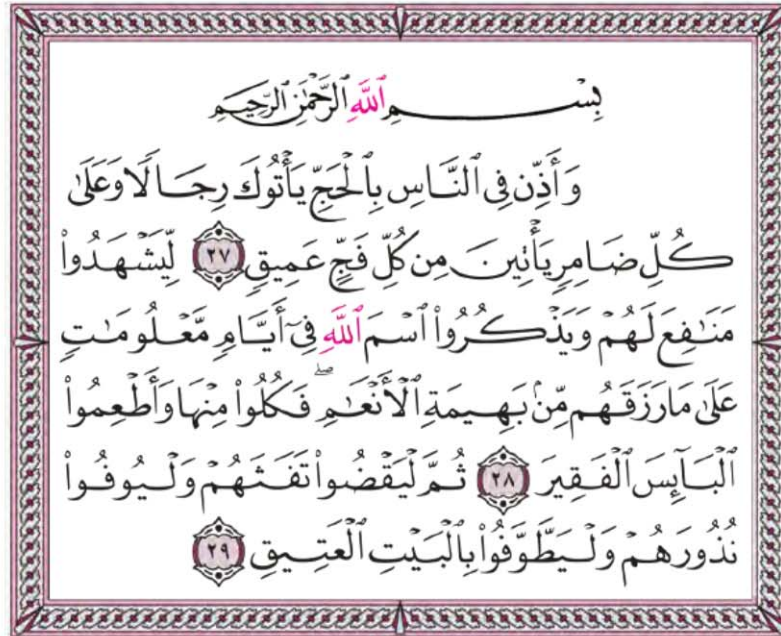 بِسْمِ ٱللَّهِ ٱلرَّحْمَٰنِ ٱلرَّحِيمِ
وَأَذِّن فِى ٱلنَّاسِ بِٱلْحَجِّ يَأْتُوكَ رِجَالًا وَعَلَىٰ
كُلِّ ضَامِرٍ يَأْتِينَ مِن كُلِّ فَجٍّ عَمِيقٍ ٢٧ لِّيَشْهَدُوا۟
مَنَٰفِعَ لَهُمْ وَيَذْكُرُوا۟ ٱسْمَ ٱللَّهِ فِىٓ أَيَّامٍ مَّعْلُومَٰتٍ
عَلَىٰ مَا رَزَقَهُم مِّنۢ بَهِيمَةِ ٱلْأَنْعَٰمِ ۖ فَكُلُوا۟ مِنْهَا وَأَطْعِمُوا۟
ٱلْبَآئِسَ ٱلْفَقِيرَ ٢٨ ثُمَّ لْيَقْضُوا۟ تَفَثَهُمْ وَلْيُوفُوا۟
نُذُورَهُمْ وَلْيَطَّوَّفُوا۟ بِٱلْبَيْتِ ٱلْعَتِيقِ ٢٩